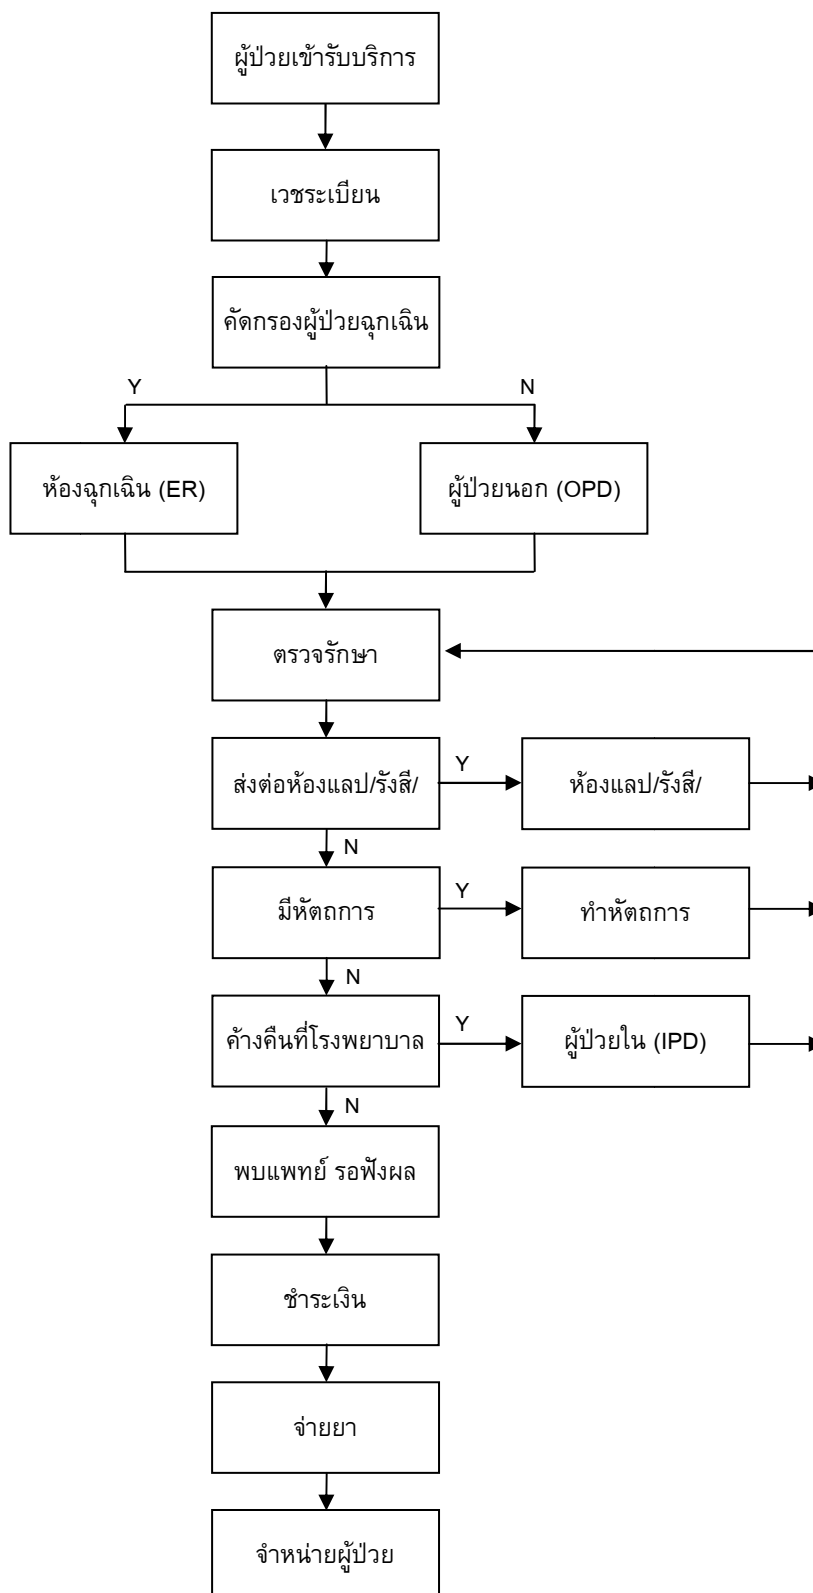 ผู้ป่วยเข้ารับบริการ
เวชระเบียน
คัดกรองผู้ป่วยฉุกเฉิน
Y
N
ห้องฉุกเฉิน (ER)
ผู้ป่วยนอก (OPD)
ตรวจรักษา
ส่งต่อห้องแลป/รังสี/
Y
ห้องแลป/รังสี/
N
มีหัตถการ
Y
ทำหัตถการ
N
ค้างคืนที่โรงพยาบาล
Y
ผู้ป่วยใน (IPD)
N
พบแพทย์ รอฟังผล
ชำระเงิน
จ่ายยา
จำหน่ายผู้ป่วย